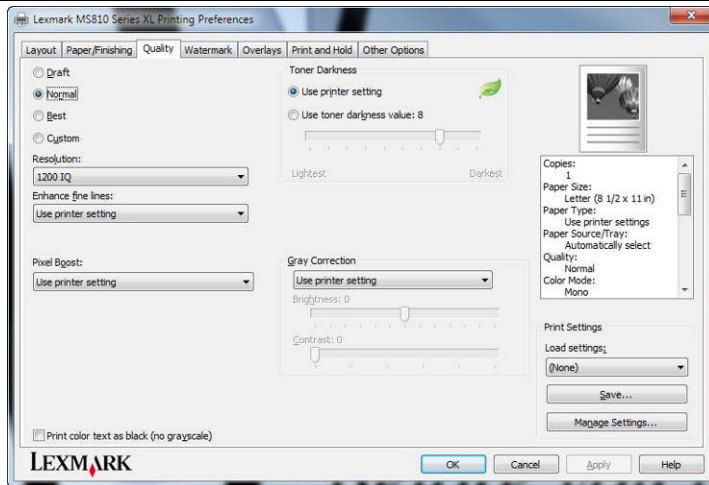 Lexmark MS810 Series XL Printing Preferences
Layout Paper/Finishing Quality Watermark Overlays Print and Hold Other Options
Draft
Normal
Best
Custom
Resolution:
1200 IQ
Enhance fine lines:
Use printer setting
Pixel Boost:
Use printer setting
Print color text as black (no grayscale)
Toner Darkness
Use printer setting
Use toner darkness value: 8
Lightest Darkest
Gray Correction
Use printer setting
Brightness: 0
Contrast: 0
Copies:
1
Paper Size:
Letter (8 1/2 x 11 in)
Paper Type:
Use printer settings
Paper Source/Tray:
Automatically select
Quality:
Normal
Color Mode:
Mono
Print Settings
Load settings:
(None)
Save...
Manage Settings...
LEXMARK
OK Cancel Apply Help